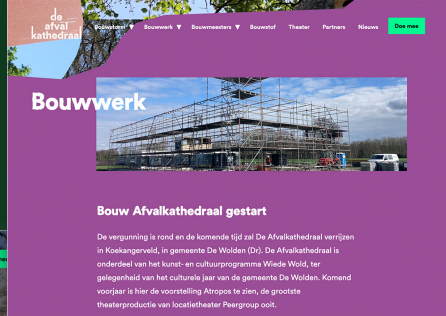 de
afval
kathedraal
Bouwstorm ▼ Bouwwerk ▼ Bouwmeesters ▼ Bouwstof Theater Partners Nieuws Doe mee
Bouwwerk
Bouw Afvalkathedraal gestart
De vergunning is rond en de komende tijd zal De Afvalkathedraal verrijzen
in Koekangerveld, in gemeente De Wolden (Dr). De Afvalkathedraal is
onderdeel van het kunst- en cultuurprogramma Wiede Wold, ter
gelegenheid van het culturele jaar van de gemeente De Wolden. Komend
voorjaar is hier de voorstelling Atropos te zien, de grootste
theaterproductie van locatietheater Peergroup ooit.